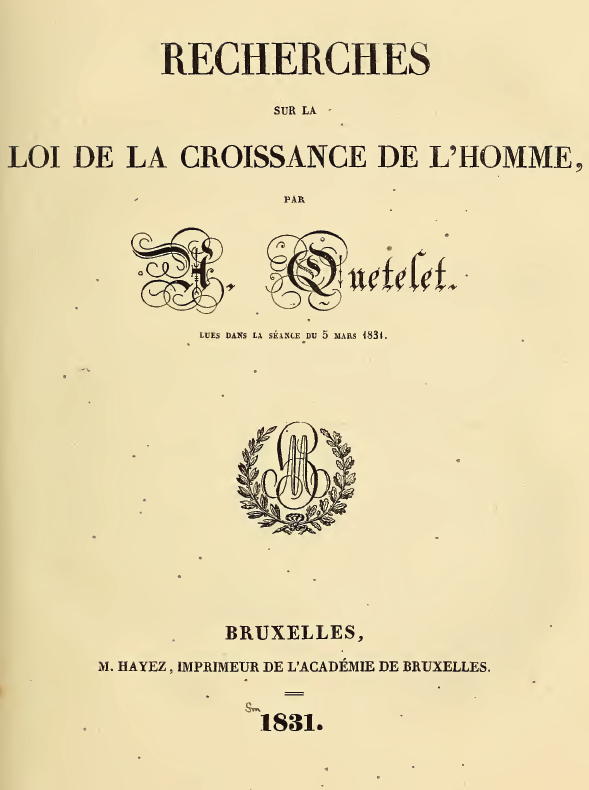 RECHERCHES
SUR LA
LOI DE LA CROISSANCE DE L'HOMME,
PAR
A. Quetelet.
LUES DANS LA SÉANCE DU 5 MARS 1831.
BRUXELLES,
M. HAYEZ, IMPRIMEUR DE L'ACADÉMIE DE BRUXELLES.
1831.